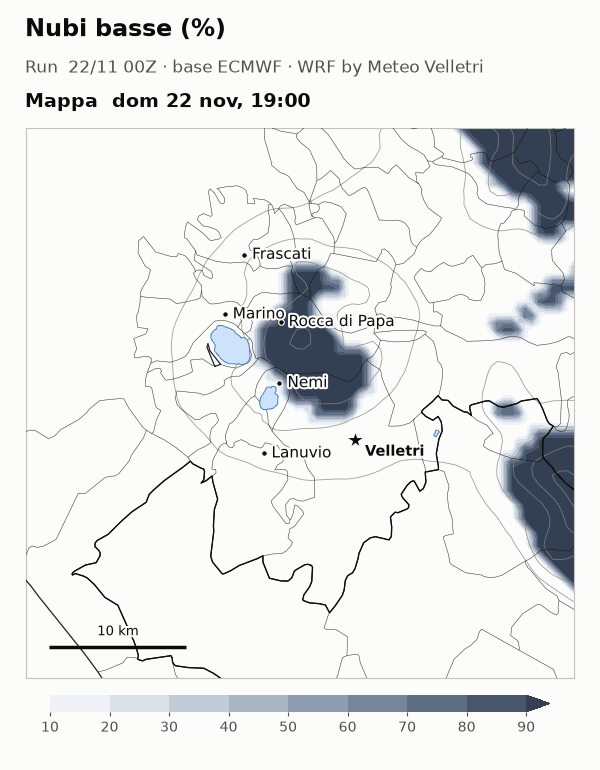 Nubi basse (%)
Run  22/11 00Z · base ECMWF · WRF by Meteo Velletri
Mappa  dom 22 nov, 19:00
Frascati
Marino
Rocca di Papa
Nemi
Velletri
Lanuvio
10 km
10 20 30 40 50 60 70 80 90